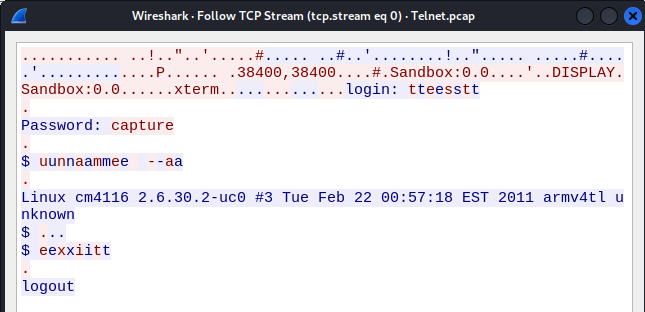 Wireshark · Follow TCP Stream (tcp.stream eq 0) · Telnet.pcap
........... ..!.."..'.....#..... ..#..'........!..."..... .....#....
.'.............P...... .38400,38400....#.Sandbox:0.0....'..DISPLAY.
Sandbox:0.0......xterm..............login: tteesstt
.
Password: capture
.
$ uunnaammee  --aa
.
Linux cm4116 2.6.30.2-uc0 #3 Tue Feb 22 00:57:18 EST 2011 armv4tl u
nknown
$ ...
$ eexxiitt
.
logout